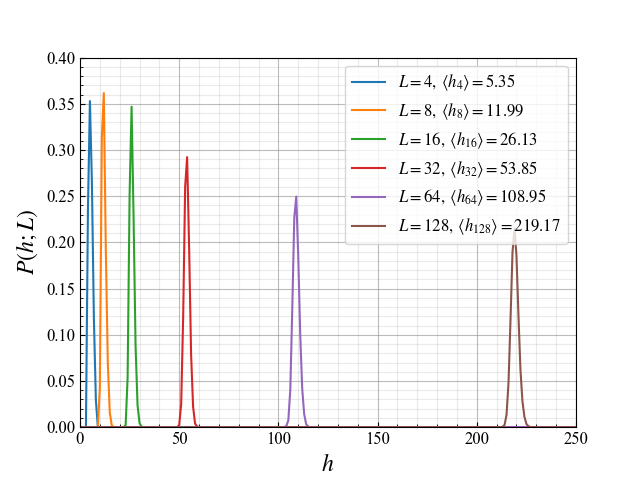 0.40
0.35
0.30
0.25
0.20
0.15
0.10
0.05
0.00
P(h; L)
L = 4, ⟨h₄⟩ = 5.35
L = 8, ⟨h₈⟩ = 11.99
L = 16, ⟨h₁₆⟩ = 26.13
L = 32, ⟨h₃₂⟩ = 53.85
L = 64, ⟨h₆₄⟩ = 108.95
L = 128, ⟨h₁₂₈⟩ = 219.17
0 50 100 150 200 250
h